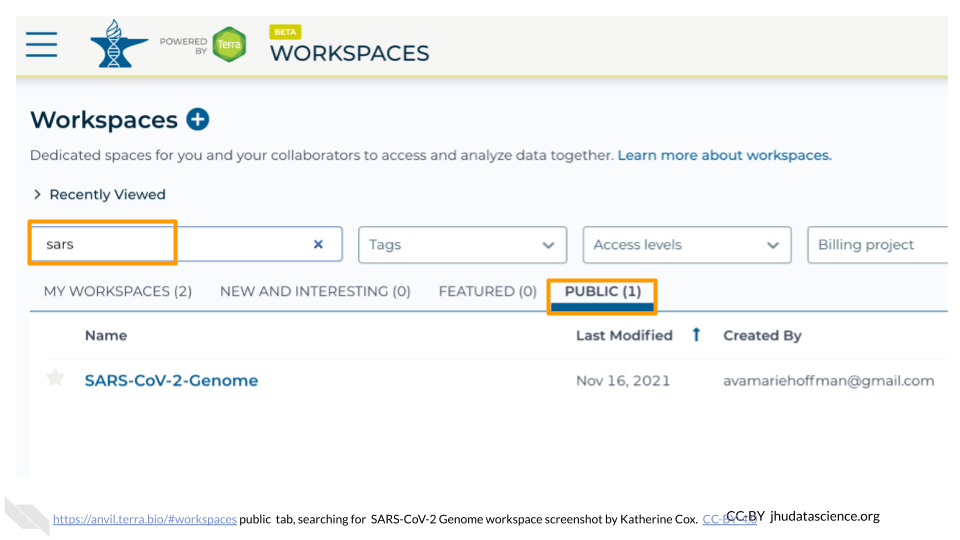 BETA
POWERED BY Terra WORKSPACES
Workspaces
Dedicated spaces for you and your collaborators to access and analyze data together. Learn more about workspaces.
Recently Viewed
sars Tags Access levels Billing project
MY WORKSPACES (2) NEW AND INTERESTING (0) FEATURED (0) PUBLIC (1)
Name Last Modified Created By
SARS-CoV-2-Genome Nov 16, 2021 avamariehoffman@gmail.com
https://anvil.terra.bio/#workspaces public tab, searching for SARS-CoV-2 Genome workspace screenshot by Katherine Cox. CC-BY 4.0
CC-BY jhudatascience.org